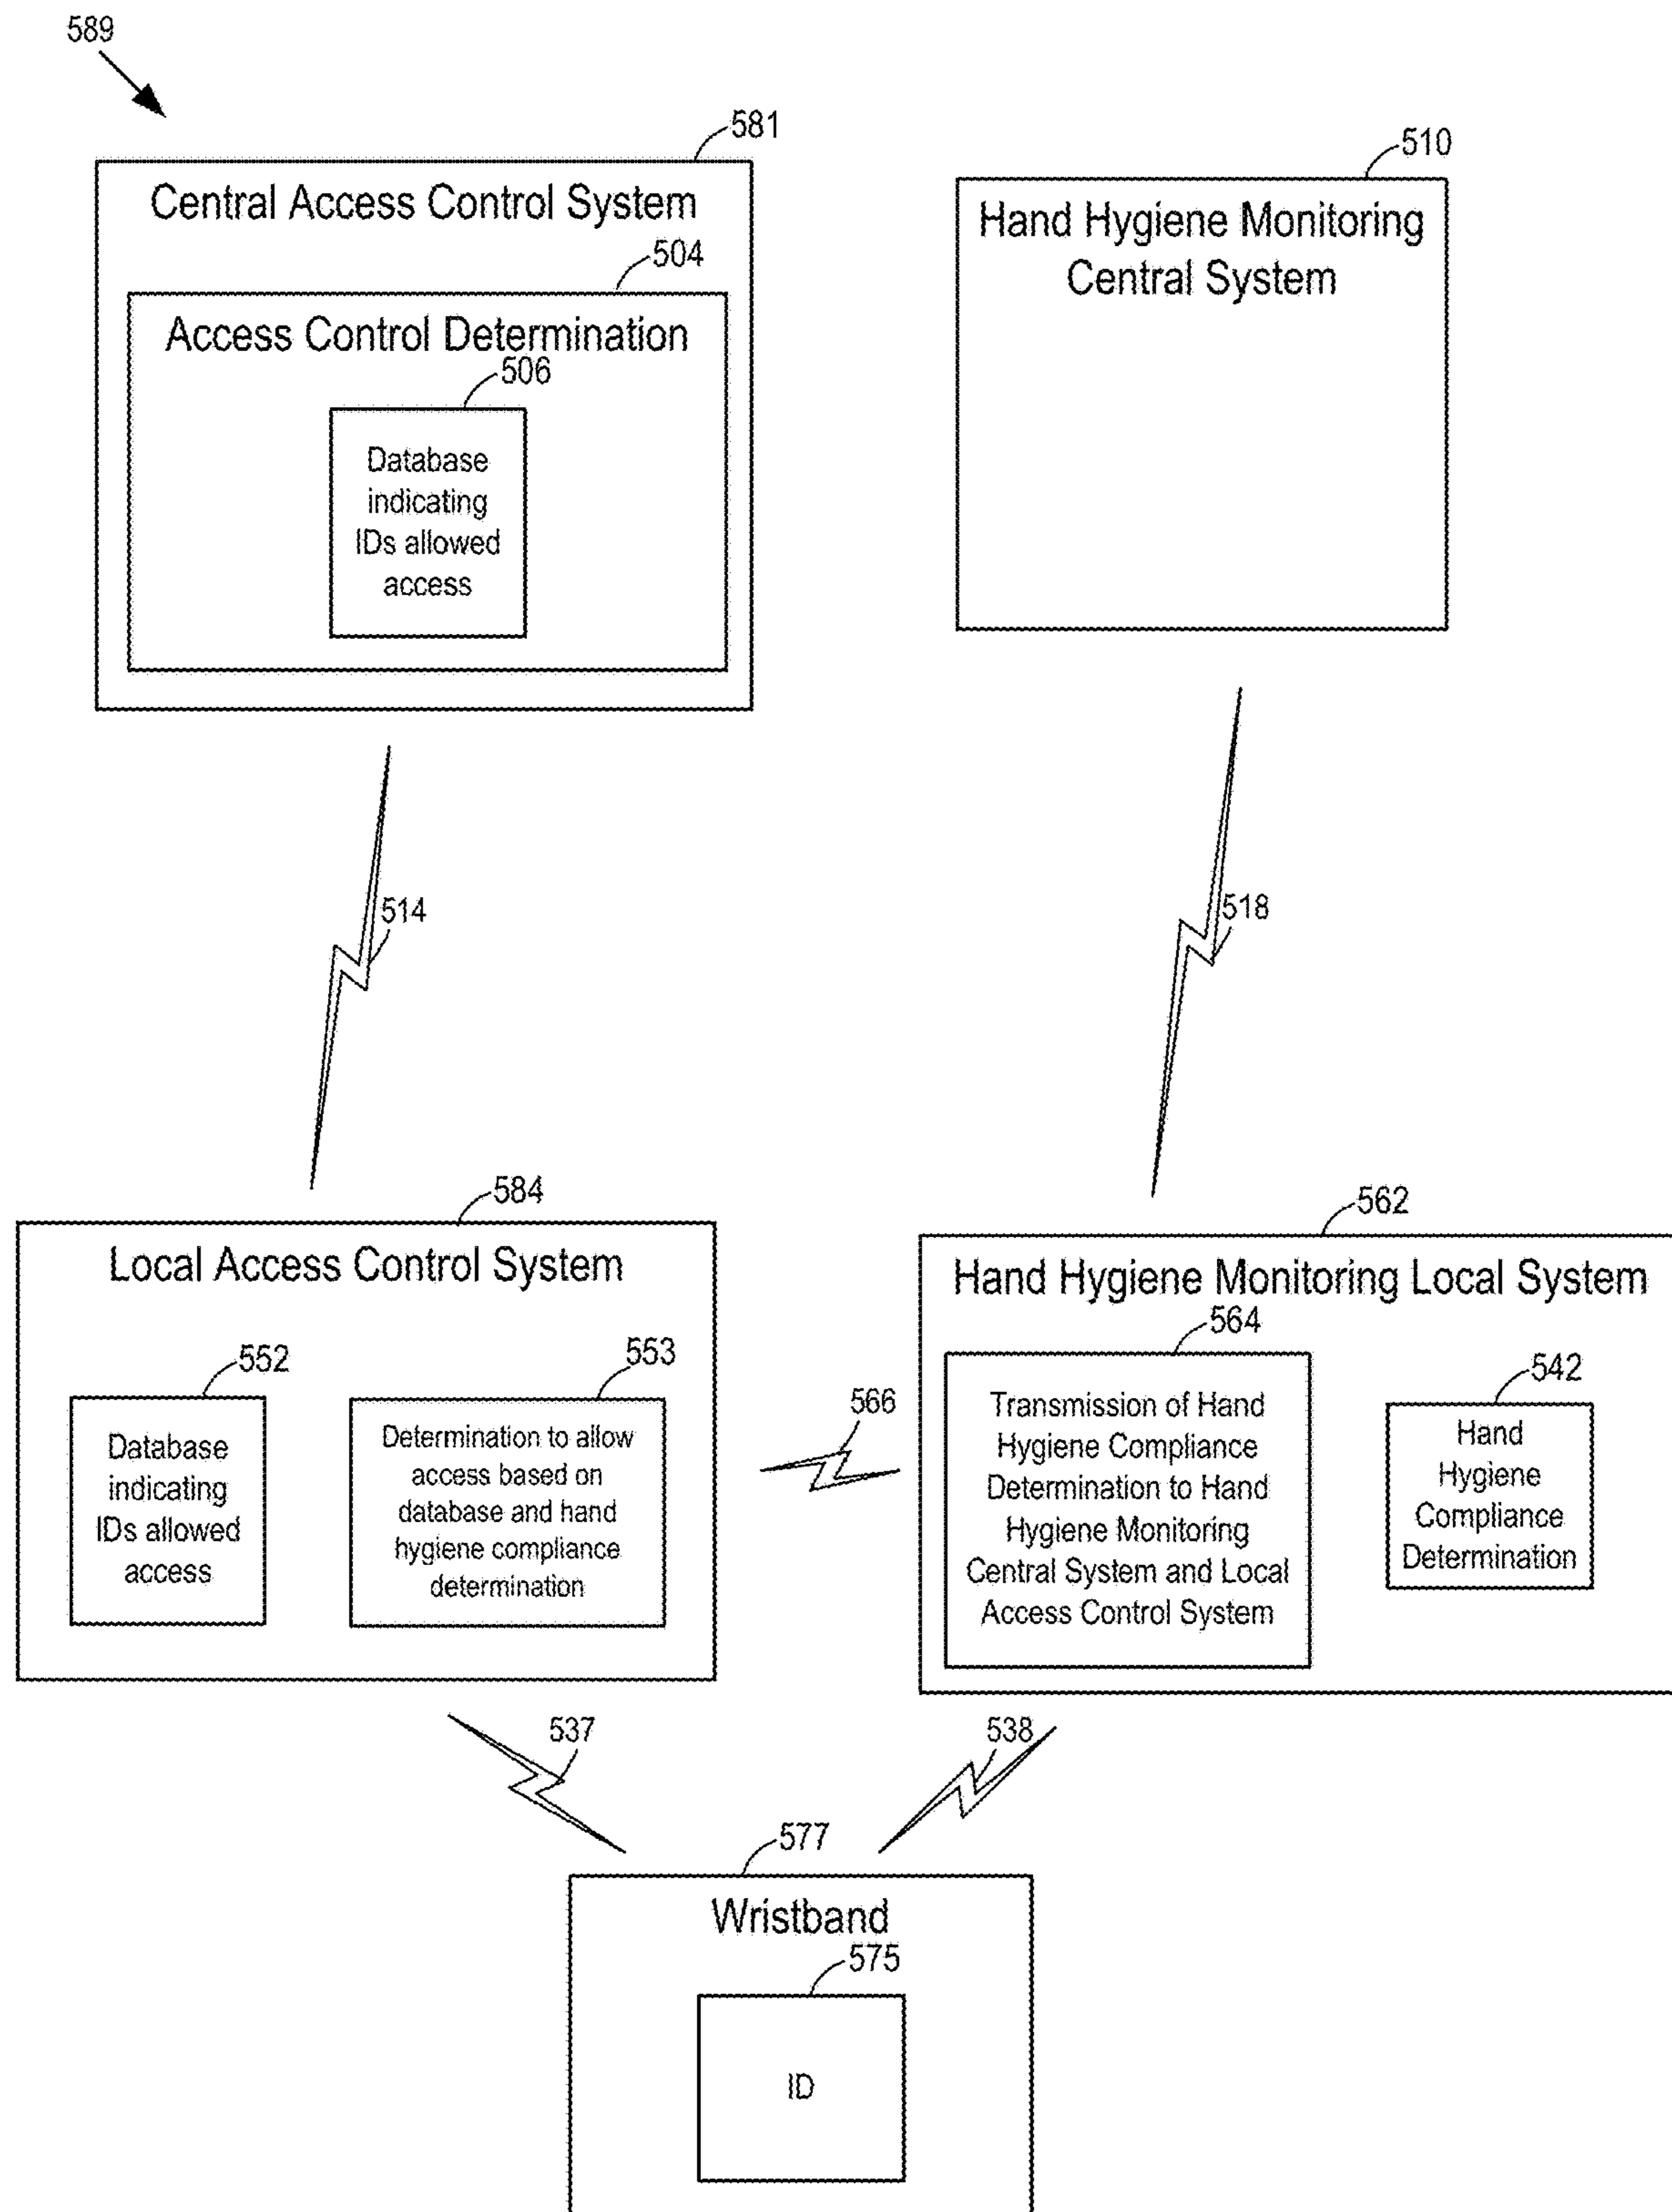 589
581
Central Access Control System
504
Access Control Determination
506
Database
indicating
IDs allowed
access
510
Hand Hygiene Monitoring
Central System
514
518
584
Local Access Control System
552
Database
indicating
IDs allowed
access
553
Determination to allow
access based on
database and hand
hygiene compliance
determination
566
562
Hand Hygiene Monitoring Local System
564
Transmission of Hand
Hygiene Compliance
Determination to Hand
Hygiene Monitoring
Central System and Local
Access Control System
542
Hand
Hygiene
Compliance
Determination
537
538
577
Wristband
575
ID